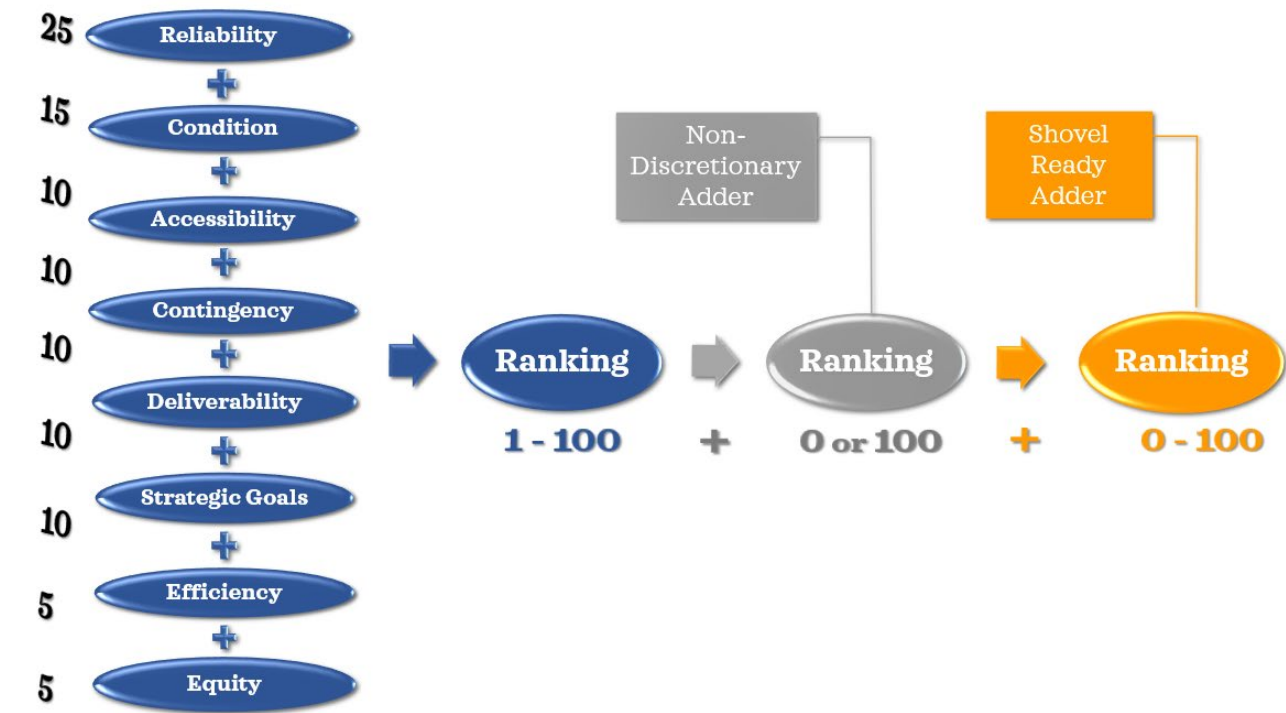 25 Reliability
+
15 Condition
+
10 Accessibility
+
10
Contingency
10
+
Deliverability
10
+
Strategic Goals
10
+
5 Efficiency
+
5 Equity
Ranking
1 - 100
+
Non-
Discretionary
Adder
Ranking
0 or 100
+
Shovel
Ready
Adder
Ranking
0 - 100